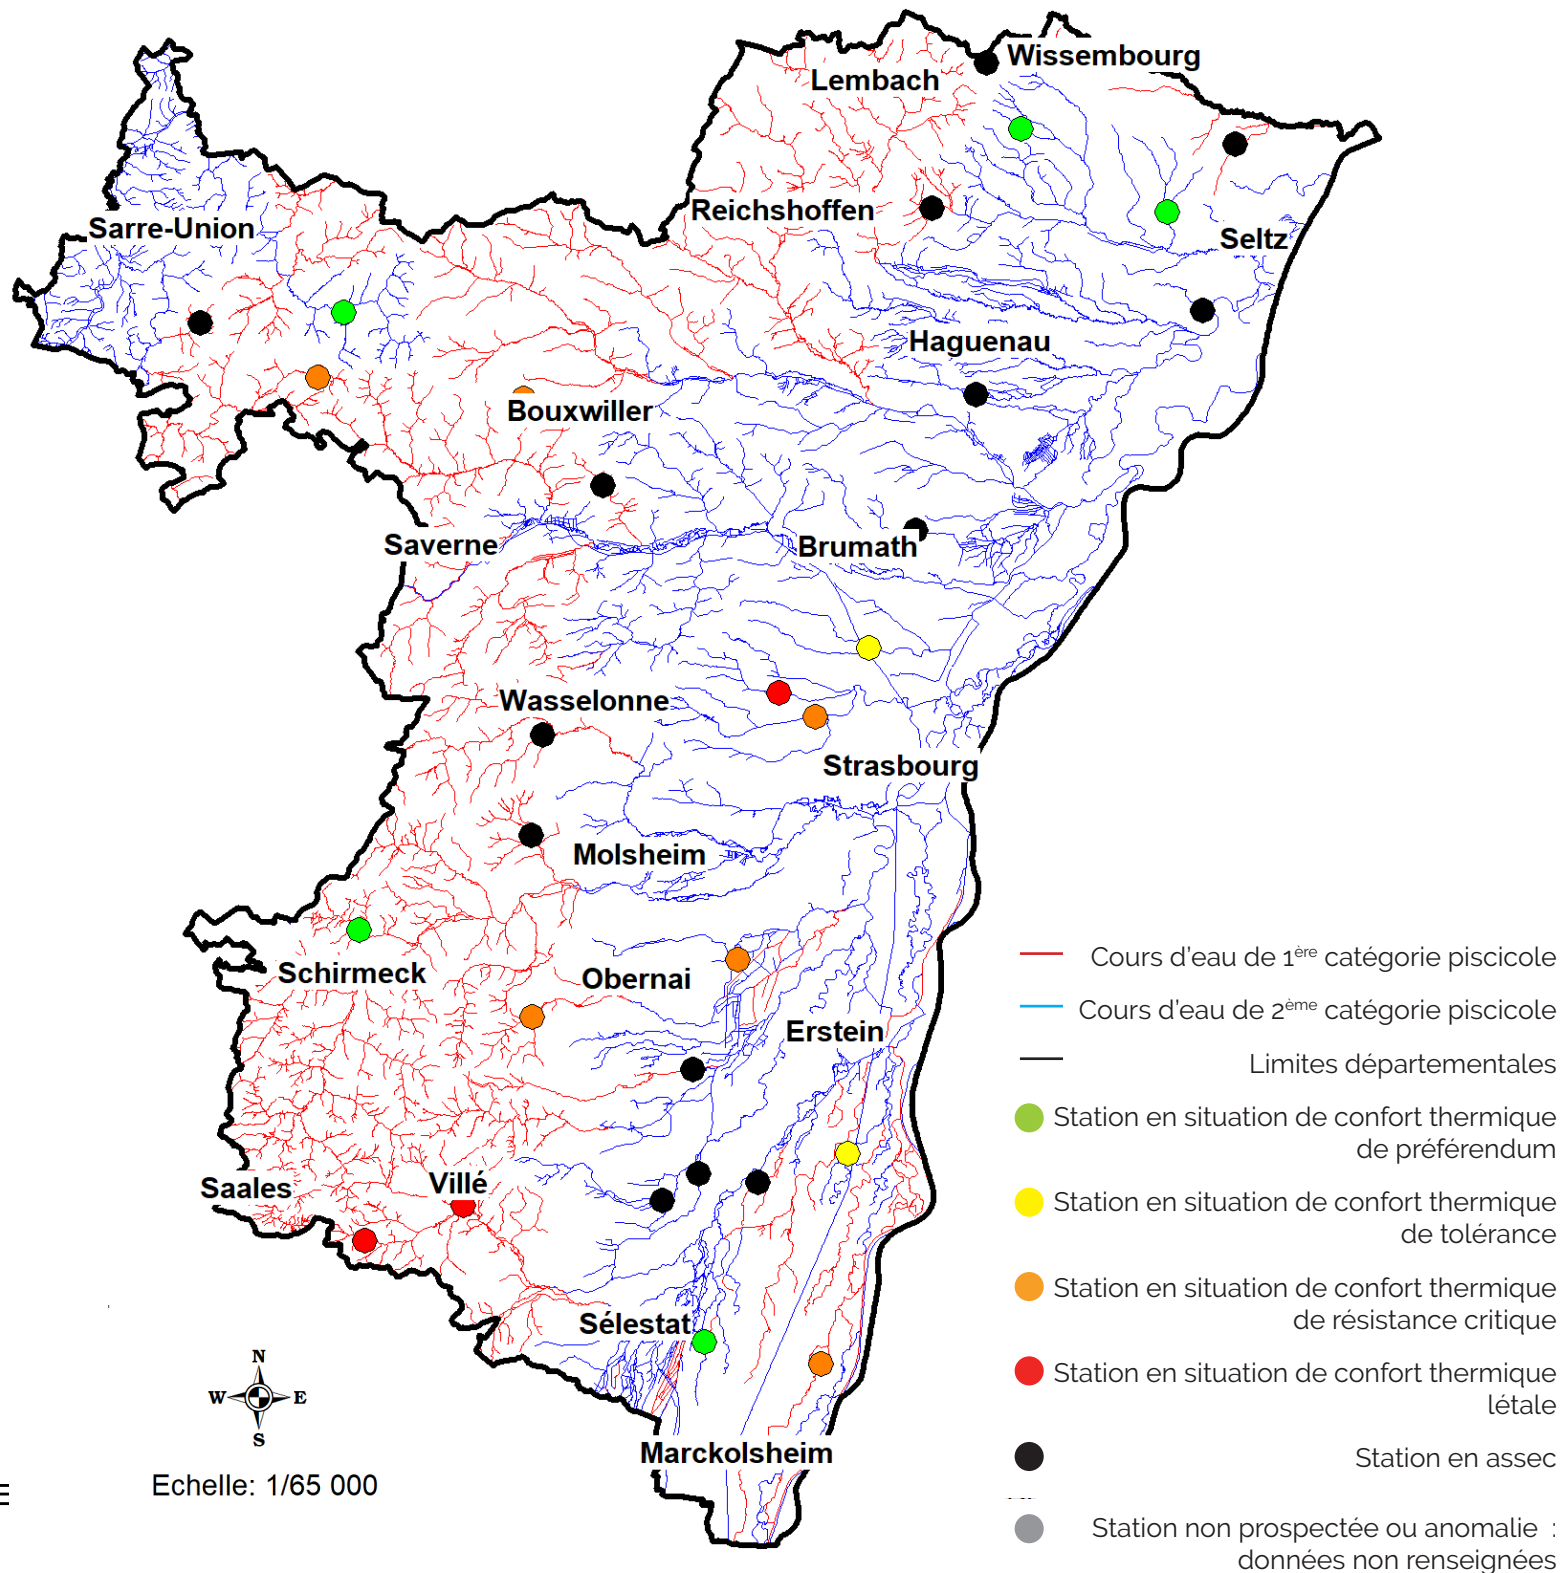 Wissembourg
Lembach
Reichshoffen
Sarre-Union
Seltz
Haguenau
Bouxwiller
Saverne
Brumath
Wasselonne
Strasbourg
Molsheim
Schirmeck
Obernai
Erstein
Saales
Villé
Sélestat
Marckolsheim
N
W E
S
Echelle: 1/65 000
Cours d'eau de 1ère catégorie piscicole
Cours d'eau de 2ème catégorie piscicole
Limites départementales
Station en situation de confort thermique
de préférendum
Station en situation de confort thermique
de tolérance
Station en situation de confort thermique
de résistance critique
Station en situation de confort thermique
létale
Station en assec
Station non prospectée ou anomalie :
données non renseignées